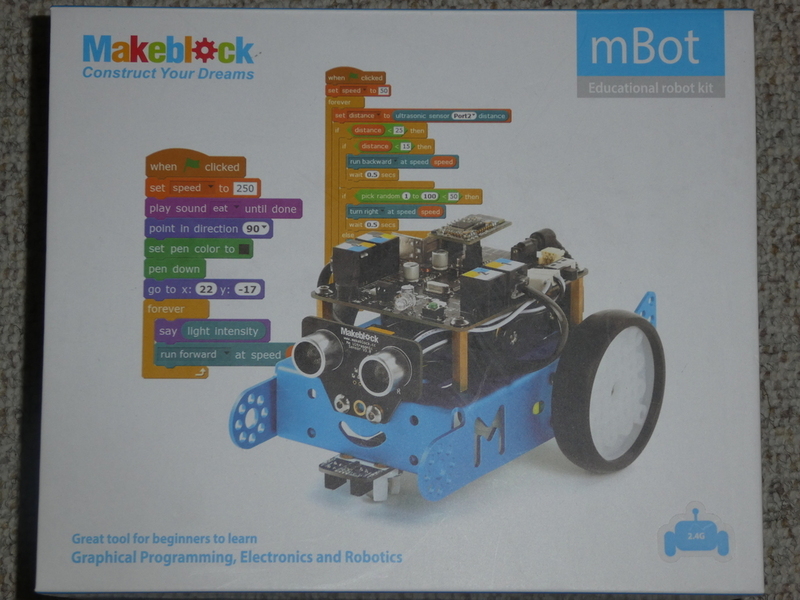 Makeblock
Construct Your Dreams
mBot
Educational robot kit
when clicked
set speed to 50
forever
set distance to ultrasonic sensor Port2 distance
if distance < 25 then
if distance < 15 then
run backward at speed speed
wait 0.5 secs
if pick random 1 to 100 < 50 then
turn right at speed speed
wait 0.5 secs
else
when clicked
set speed to 250
play sound eat until done
point in direction 90
set pen color to
pen down
go to x: 22 y: -17
forever
say light intensity
run forward at speed
Makeblock
M
Great tool for beginners to learn
Graphical Programming, Electronics and Robotics
2.4G